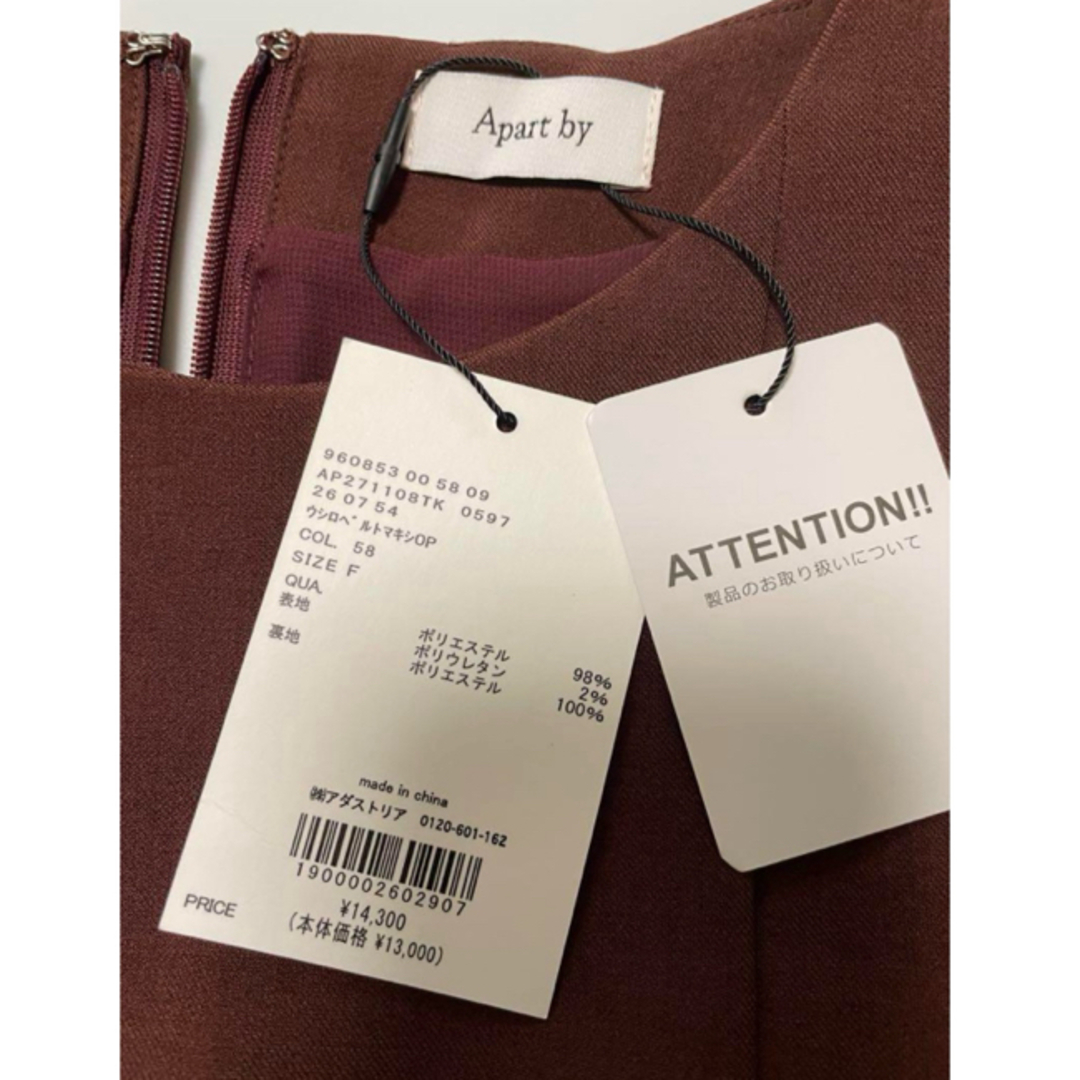 Apart by
960853 00 58 09
AP271108TK 0597
26 07 54
ウシロベルトマキシOP
COL. 58
SIZE F
QUA.
表地
ポリエステル 98%
ポリウレタン 2%
裏地
ポリエステル 100%
made in china
㈱アダストリア 0120-601-162
1900002602907
PRICE
¥14,300
(本体価格 ¥13,000)
ATTENTION!!
製品のお取り扱いについて